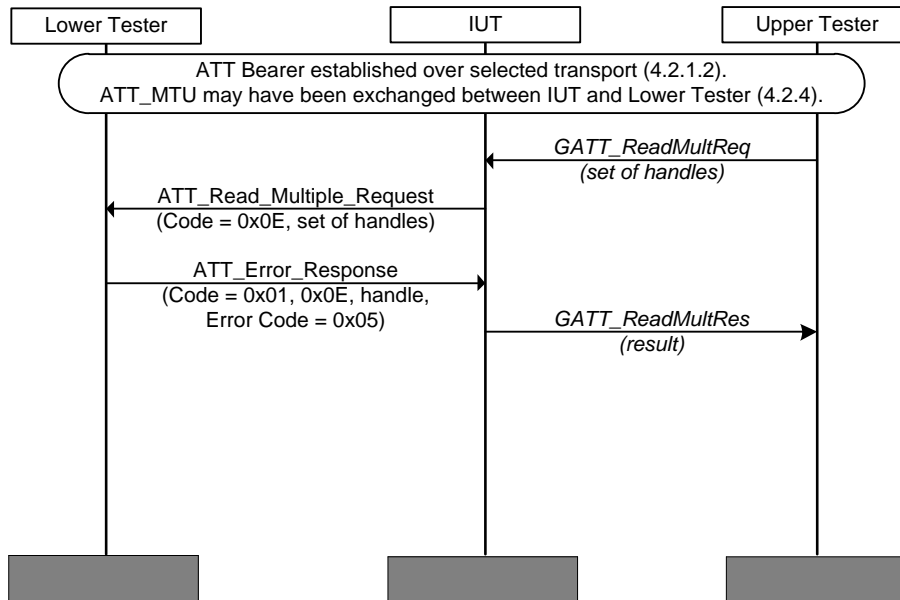 Lower Tester
IUT
Upper Tester
ATT Bearer established over selected transport (4.2.1.2).
ATT_MTU may have been exchanged between IUT and Lower Tester (4.2.4).
GATT_ReadMultReq
(set of handles)
ATT_Read_Multiple_Request
(Code = 0x0E, set of handles)
ATT_Error_Response
(Code = 0x01, 0x0E, handle,
Error Code = 0x05)
GATT_ReadMultRes
(result)